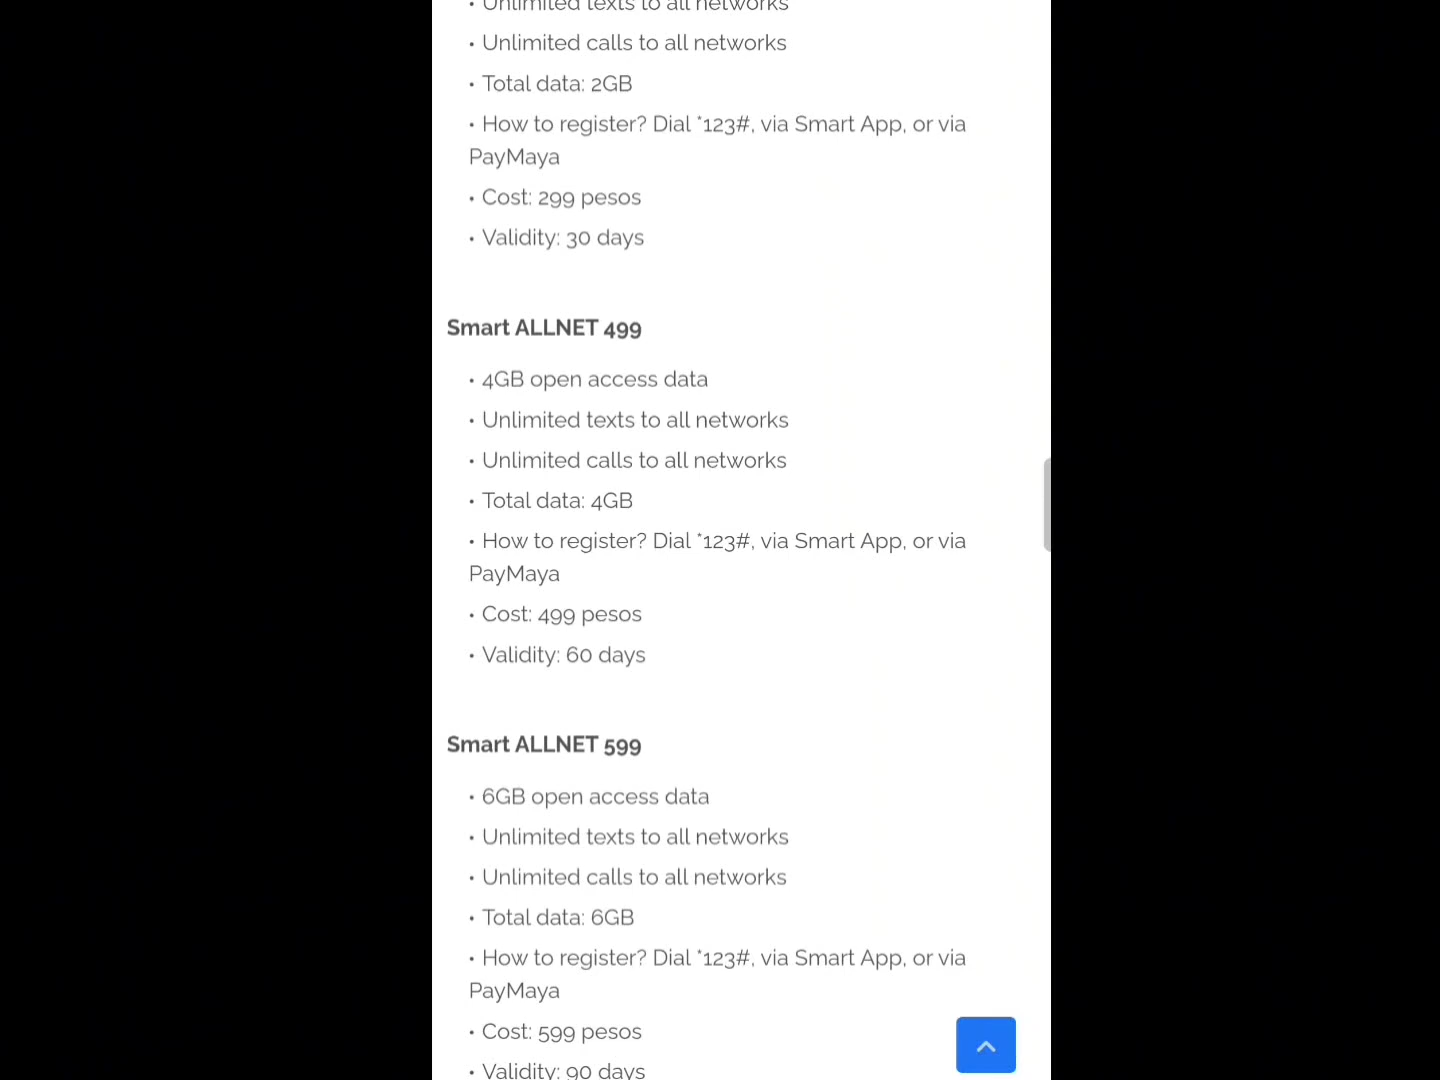 • Unlimited texts to all networks
• Unlimited calls to all networks
• Total data: 2GB
• How to register? Dial *123#, via Smart App, or via
PayMaya
• Cost: 299 pesos
• Validity: 30 days
Smart ALLNET 499
• 4GB open access data
• Unlimited texts to all networks
• Unlimited calls to all networks
• Total data: 4GB
• How to register? Dial *123#, via Smart App, or via
PayMaya
• Cost: 499 pesos
• Validity: 60 days
Smart ALLNET 599
• 6GB open access data
• Unlimited texts to all networks
• Unlimited calls to all networks
• Total data: 6GB
• How to register? Dial *123#, via Smart App, or via
PayMaya
• Cost: 599 pesos
• Validity: 90 days